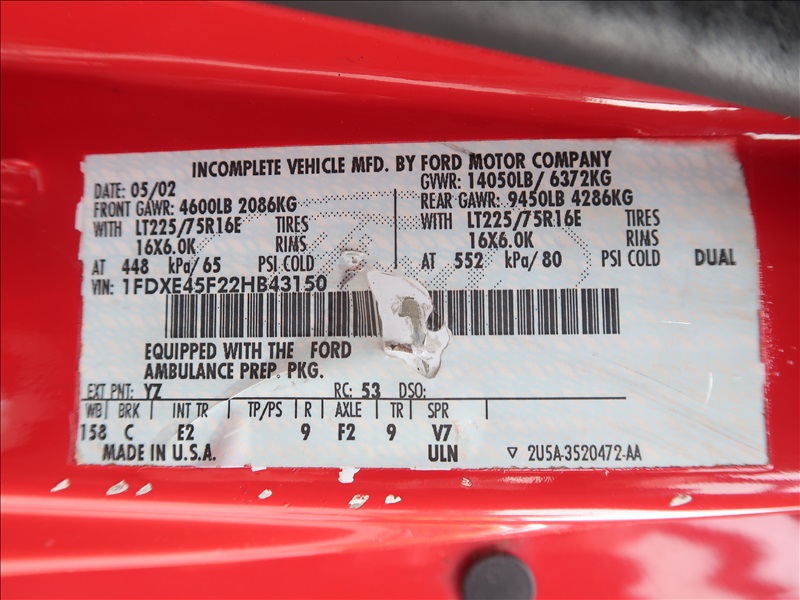 INCOMPLETE VEHICLE MFD. BY FORD MOTOR COMPANY
DATE: 05/02 GVWR: 14050LB/ 6372KG
FRONT GAWR: 4600LB 2086KG REAR GAWR: 9450LB 4286KG
WITH LT225/75R16E TIRES WITH LT225/75R16E TIRES
16X6.0K RIMS 16X6.0K RIMS
AT 448 kPa/ 65 PSI COLD AT 552 kPa/ 80 PSI COLD DUAL
VIN: 1FDXE45F22HB43150
EQUIPPED WITH THE FORD
AMBULANCE PREP. PKG.
EXT PNT: YZ RC: 53 DSO:
WB BRK INT TR TP/PS R AXLE TR SPR
158 C E2 9 F2 9 V7
MADE IN U.S.A. ULN ▽ 2U5A-3520472-AA